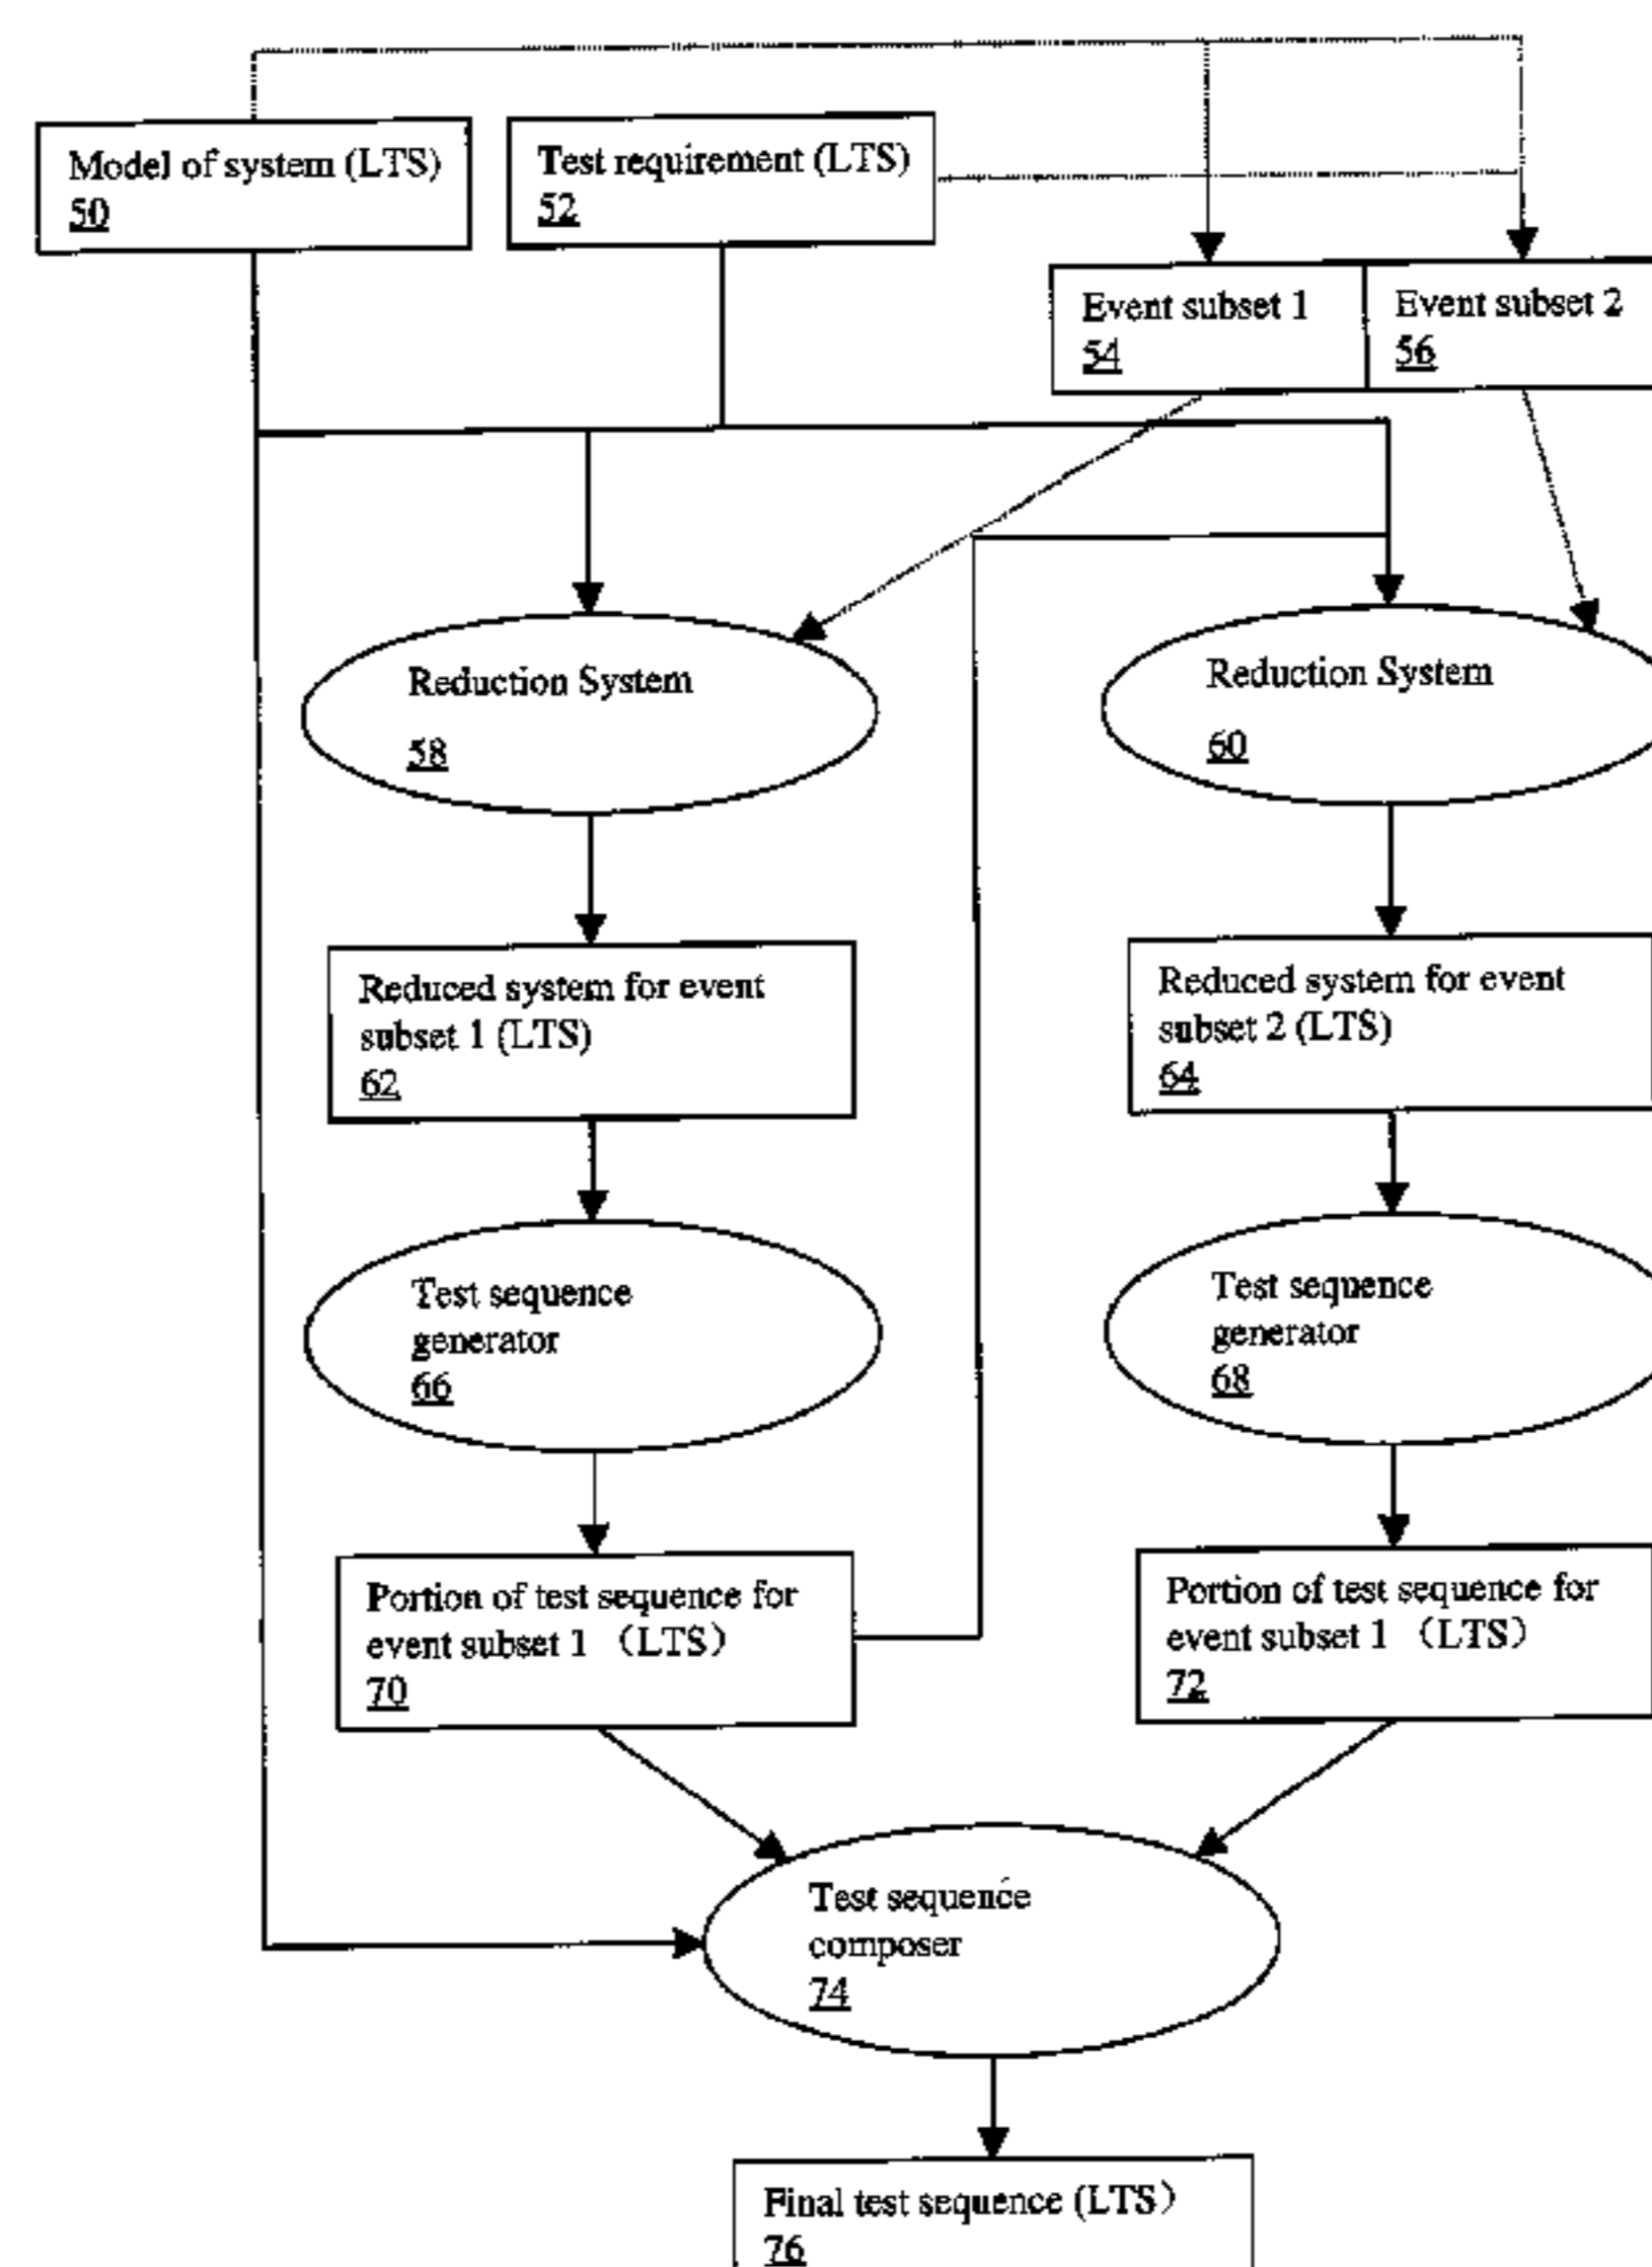 Model of system (LTS)
50
Test requirement (LTS)
52
Event subset 1
54
Event subset 2
56
Reduction System
58
Reduction System
60
Reduced system for event
subset 1 (LTS)
62
Reduced system for event
subset 2 (LTS)
64
Test sequence
generator
66
Test sequence
generator
68
Portion of test sequence for
event subset 1 （LTS）
70
Portion of test sequence for
event subset 1 （LTS）
72
Test sequence
composer
74
Final test sequence (LTS）
76